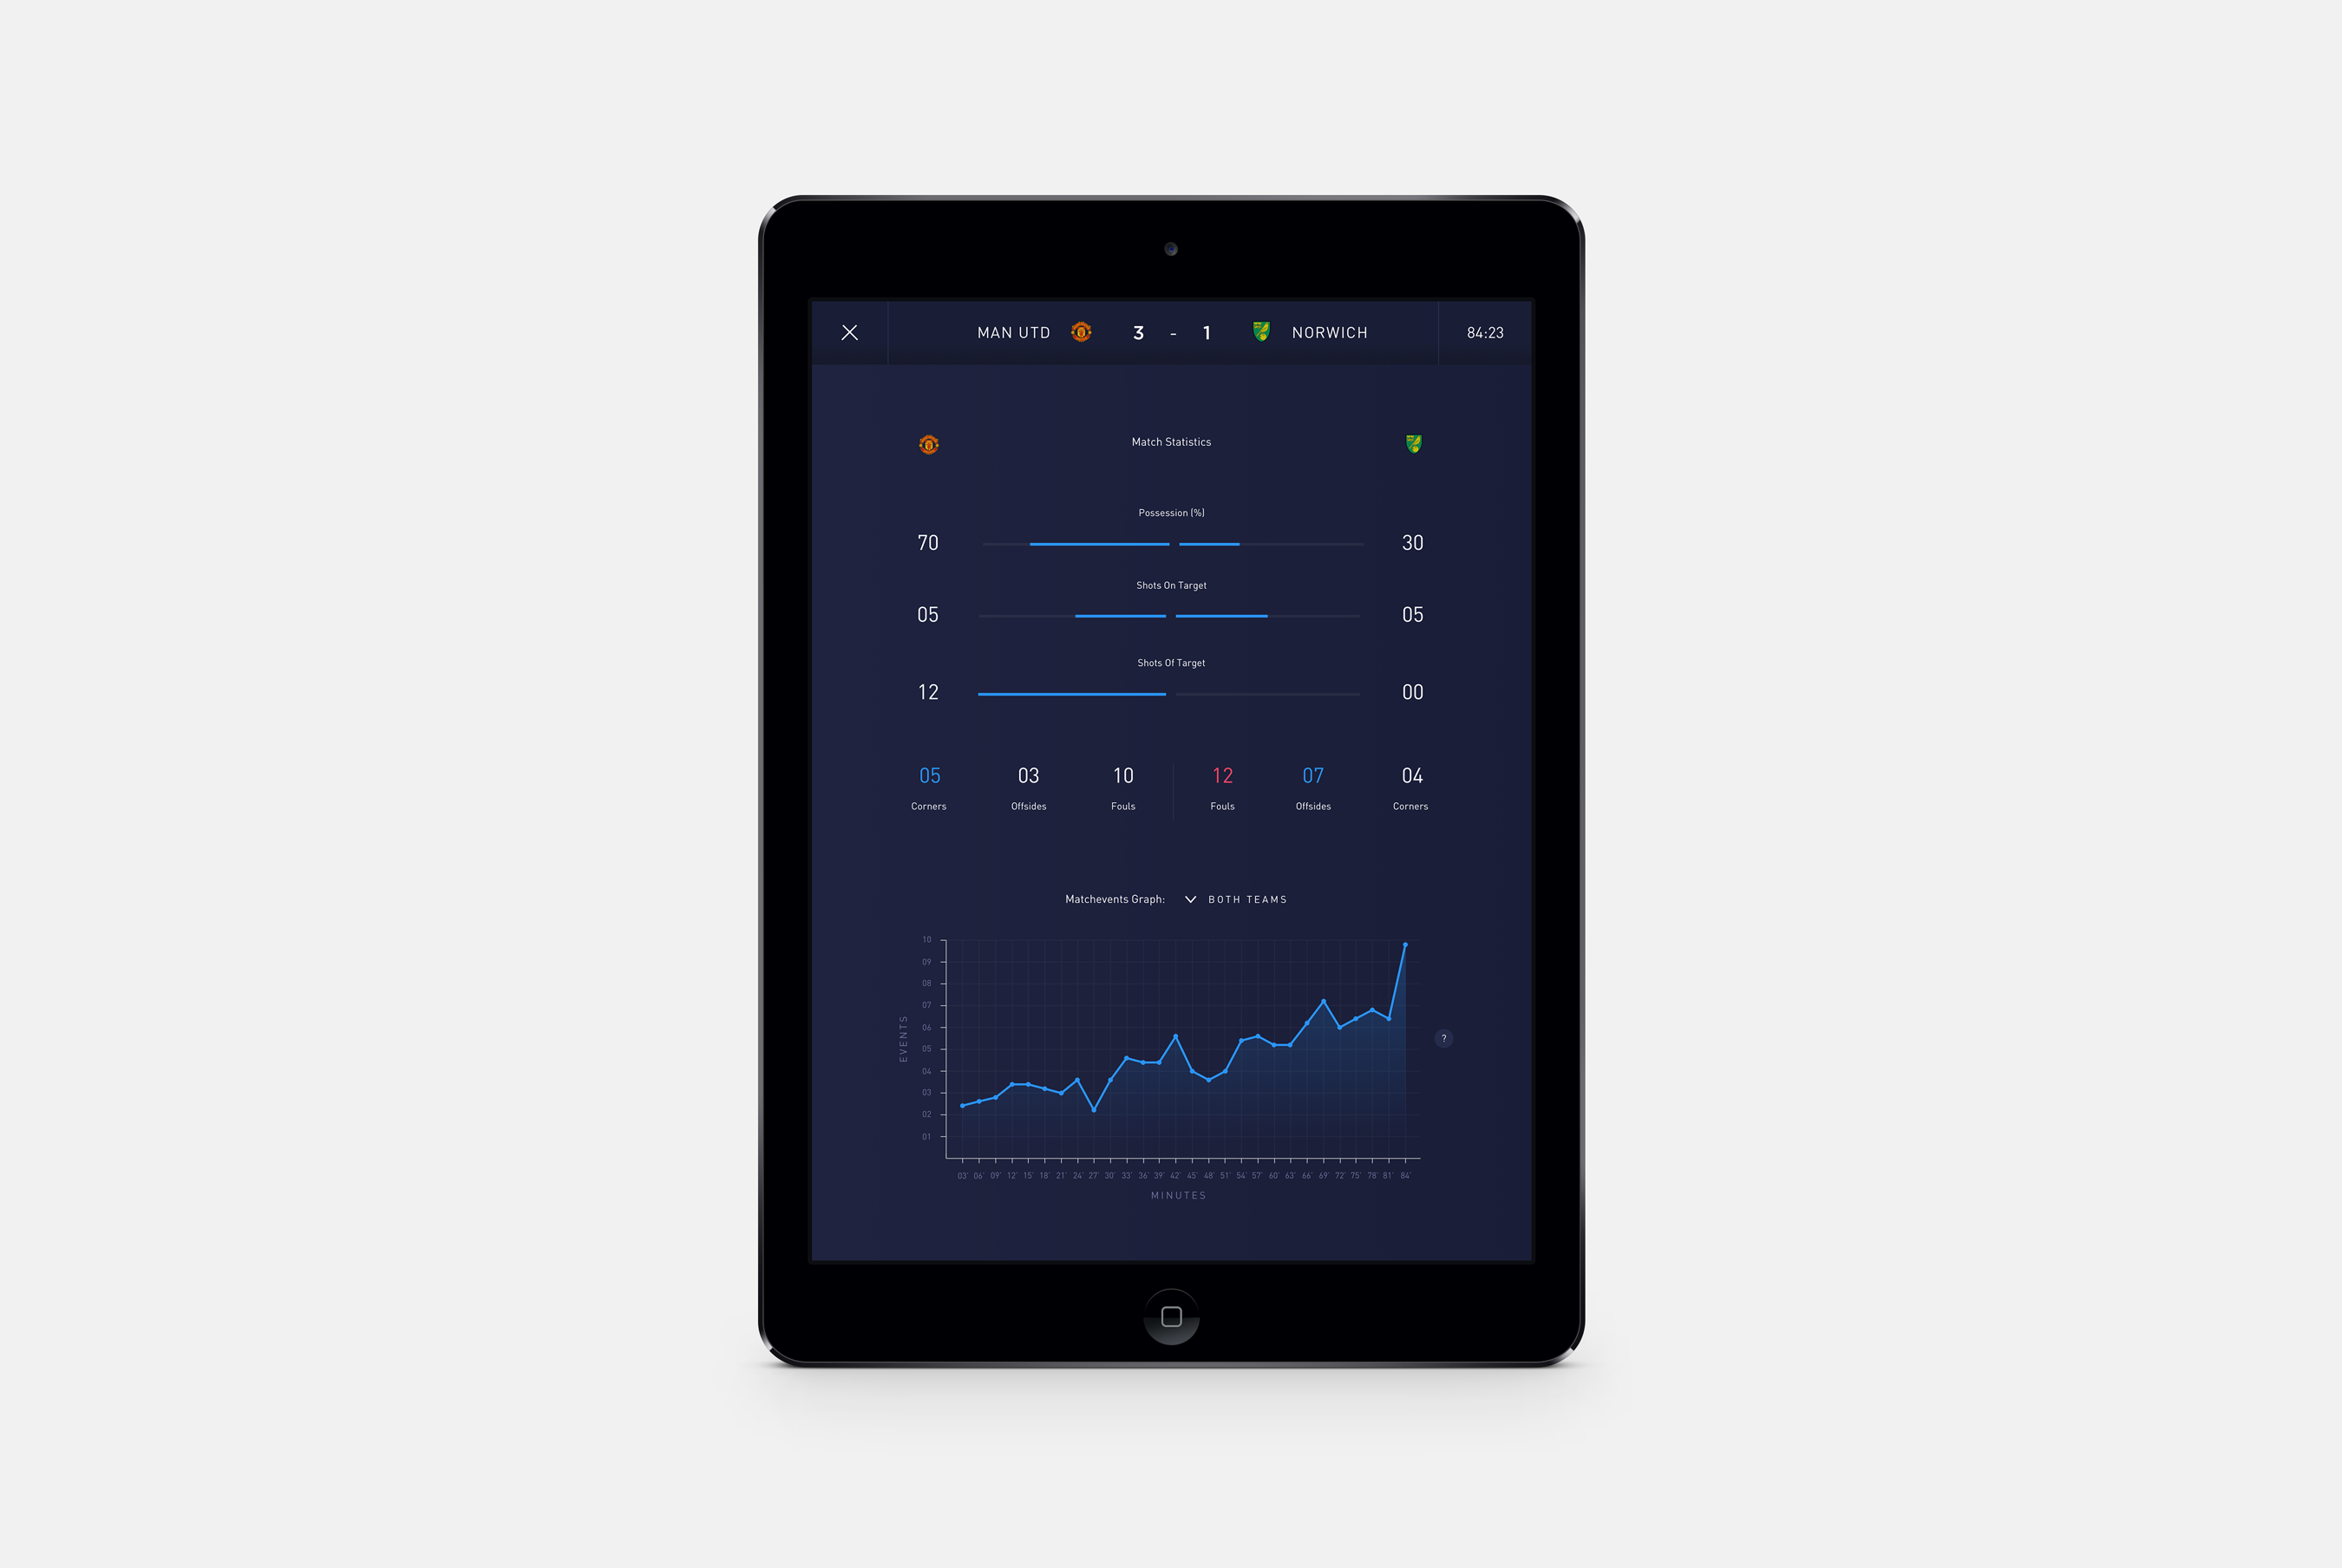 MAN UTD 3 - 1 NORWICH 84:23
Match Statistics
Possession (%)
70 30
Shots On Target
05 05
Shots Of Target
12 00
05 03 10 12 07 04
Corners Offsides Fouls Fouls Offsides Corners
Matchevents Graph: BOTH TEAMS
10
09
08
07
06
05
04
03
02
01
EVENTS
?
03' 06' 09' 12' 15' 18' 21' 24' 27' 30' 33' 36' 39' 42' 45' 48' 51' 54' 57' 60' 63' 66' 69' 72' 75' 78' 81' 84'
MINUTES